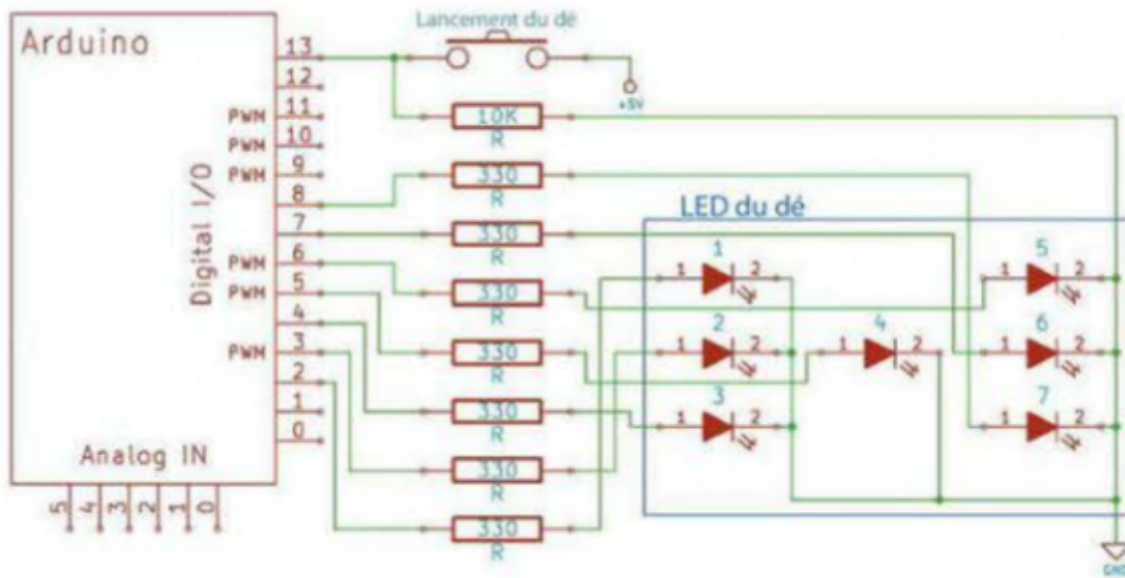 Lancement du dé
Arduino
13
12
PWM 11
PWM 10
PWM 9
8
7
PWM 6
PWM 5
4
PWM 3
2
1
0
Digital I/O
Analog IN
5 4 3 2 1 0
+5V
10K
R
330
R
330
R
330
R
330
R
330
R
330
R
330
R
LED du dé
1
1 2
2
1 2
3
1 2
4
1 2
5
1 2
6
1 2
7
1 2
GND